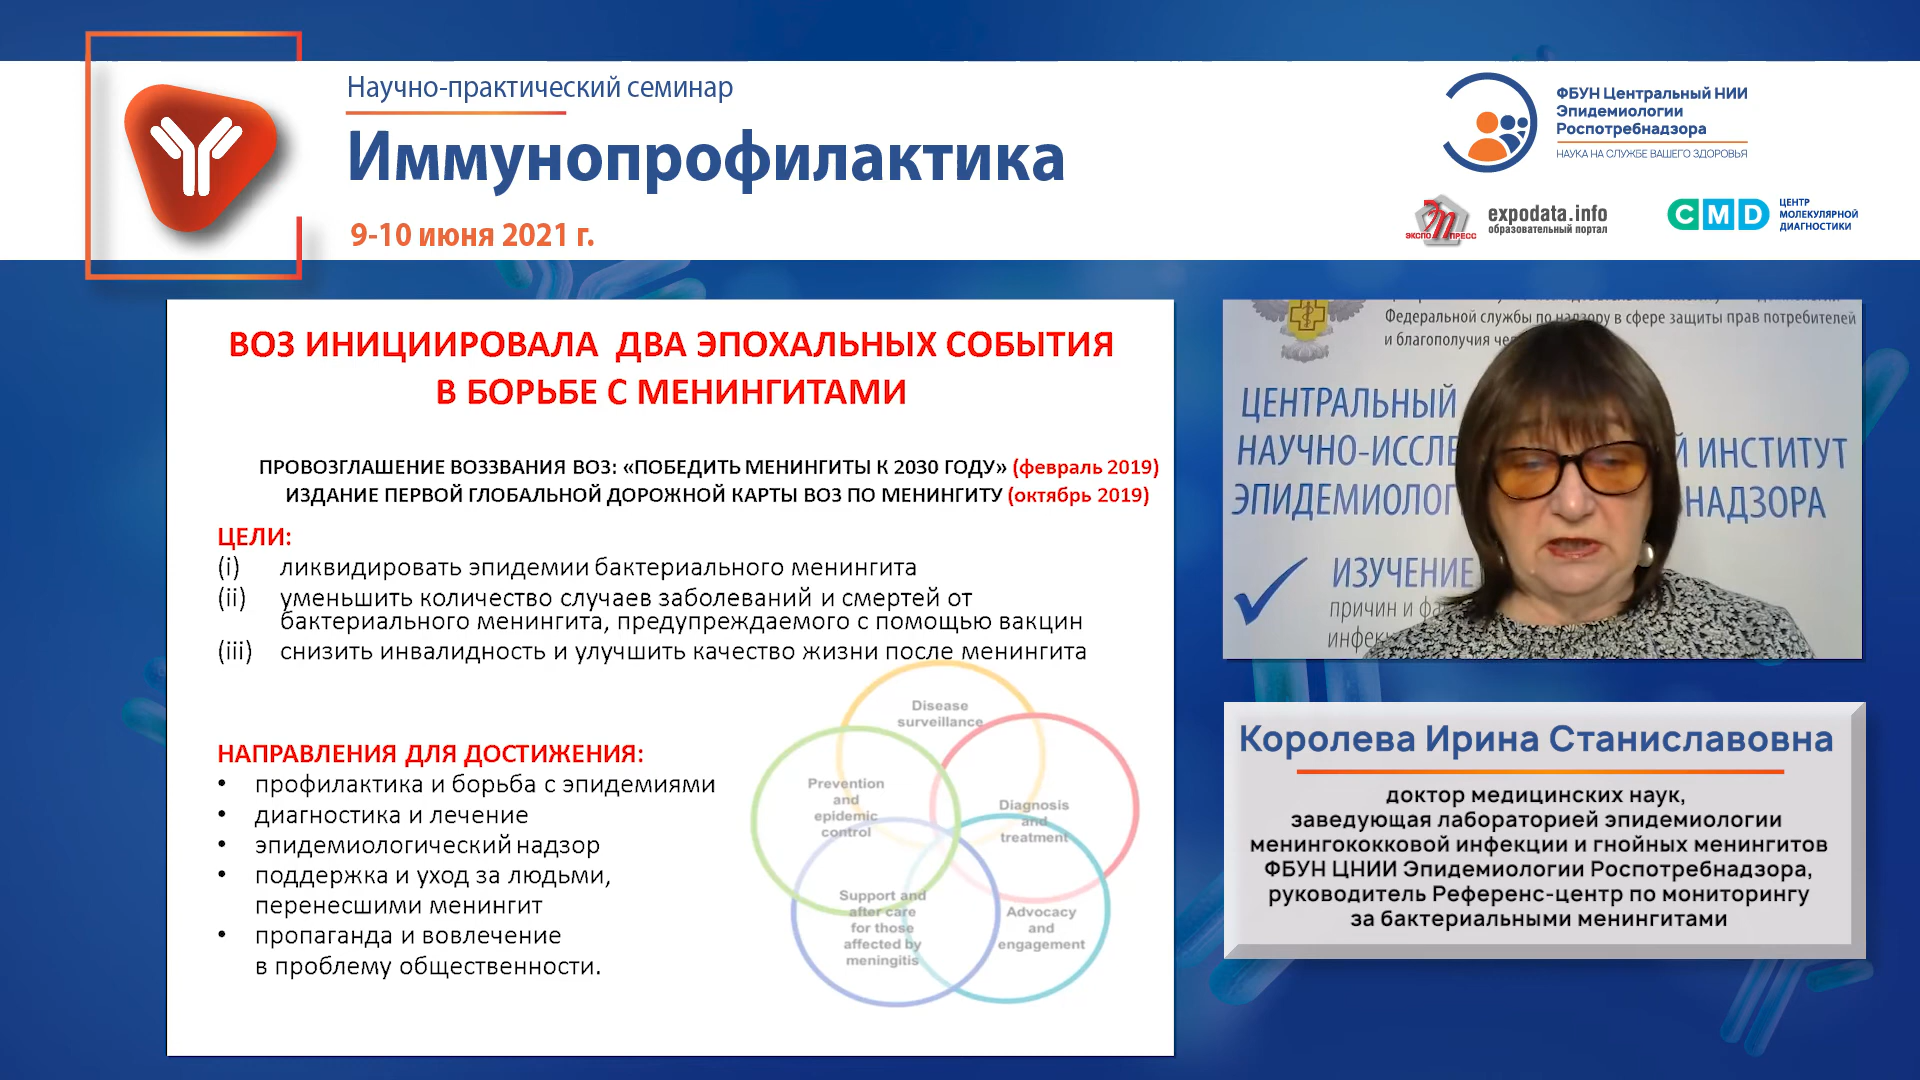 Научно-практический семинар
Иммунопрофилактика
9-10 июня 2021 г.
ФБУН Центральный НИИ
Эпидемиологии
Роспотребнадзора
НАУКА НА СЛУЖБЕ ВАШЕГО ЗДОРОВЬЯ
ЭКСПО ПРЕСС
expodata.info
образовательный портал
CMD
ЦЕНТР
МОЛЕКУЛЯРНОЙ
ДИАГНОСТИКИ
ВОЗ ИНИЦИИРОВАЛА ДВА ЭПОХАЛЬНЫХ СОБЫТИЯ
В БОРЬБЕ С МЕНИНГИТАМИ
ПРОВОЗГЛАШЕНИЕ ВОЗЗВАНИЯ ВОЗ: «ПОБЕДИТЬ МЕНИНГИТЫ К 2030 ГОДУ» (февраль 2019)
ИЗДАНИЕ ПЕРВОЙ ГЛОБАЛЬНОЙ ДОРОЖНОЙ КАРТЫ ВОЗ ПО МЕНИНГИТУ (октябрь 2019)
ЦЕЛИ:
(i) ликвидировать эпидемии бактериального менингита
(ii) уменьшить количество случаев заболеваний и смертей от
бактериального менингита, предупреждаемого с помощью вакцин
(iii) снизить инвалидность и улучшить качество жизни после менингита
НАПРАВЛЕНИЯ ДЛЯ ДОСТИЖЕНИЯ:
• профилактика и борьба с эпидемиями
• диагностика и лечение
• эпидемиологический надзор
• поддержка и уход за людьми,
перенесшими менингит
• пропаганда и вовлечение
в проблему общественности.
Disease
surveillance
Prevention
and
epidemic
control
Diagnosis
and
treatment
Support and
after care
for those
affected by
meningitis
Advocacy
and
engagement
Федеральной службы по надзору в сфере защиты прав потребителей
и благополучия
ЦЕНТРАЛЬНЫЙ
НАУЧНО-ИССЛЕ Й ИНСТИТУТ
ЭПИДЕМИОЛОГ НАДЗОРА
ИЗУЧЕНИЕ
причин и
инфек
Королева Ирина Станиславовна
доктор медицинских наук,
заведующая лабораторией эпидемиологии
менингококковой инфекции и гнойных менингитов
ФБУН ЦНИИ Эпидемиологии Роспотребнадзора,
руководитель Референс-центр по мониторингу
за бактериальными менингитами